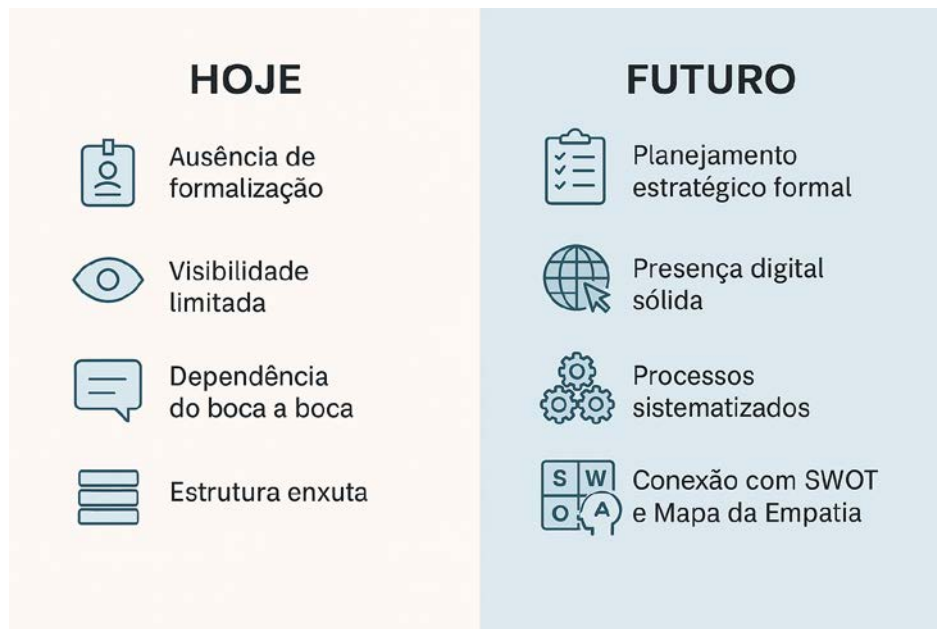 HOJE
Ausência de
formalização
Visibilidade
limitada
Dependência
do boca a boca
Estrutura enxuta
FUTURO
Planejamento
estratégico formal
Presença digital
sólida
Processos
sistematizados
S W
O A
Conexão com SWOT
e Mapa da Empatia